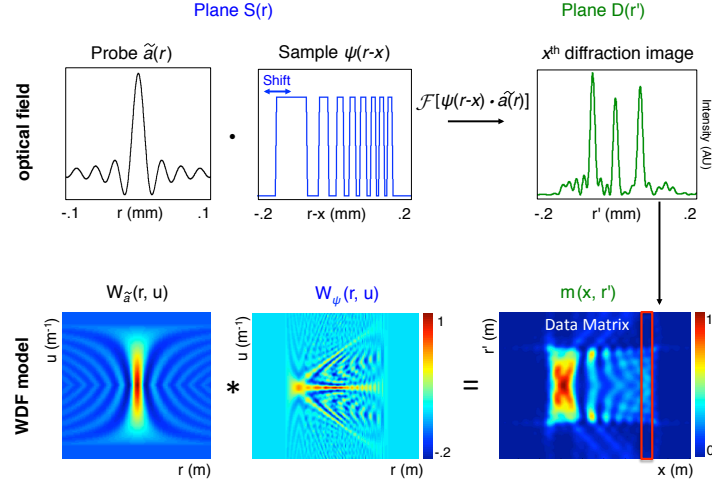 Plane S(r)
Plane D(r')
Probe ã(r)
Sample ψ(r-x)
xth diffraction image
optical field
Shift
•
ℱ[ψ(r-x) • ã(r)]
Intensity (AU)
-.1 r (mm) .1
-.2 r-x (mm) .2
-.2 r' (mm) .2
WDF model
Wã(r, u)
Wψ(r, u)
m(x, r')
u (m⁻¹)
u (m⁻¹)
r' (m)
Data Matrix
1
-.2
1
0
*
=
r (m)
r (m)
x (m)